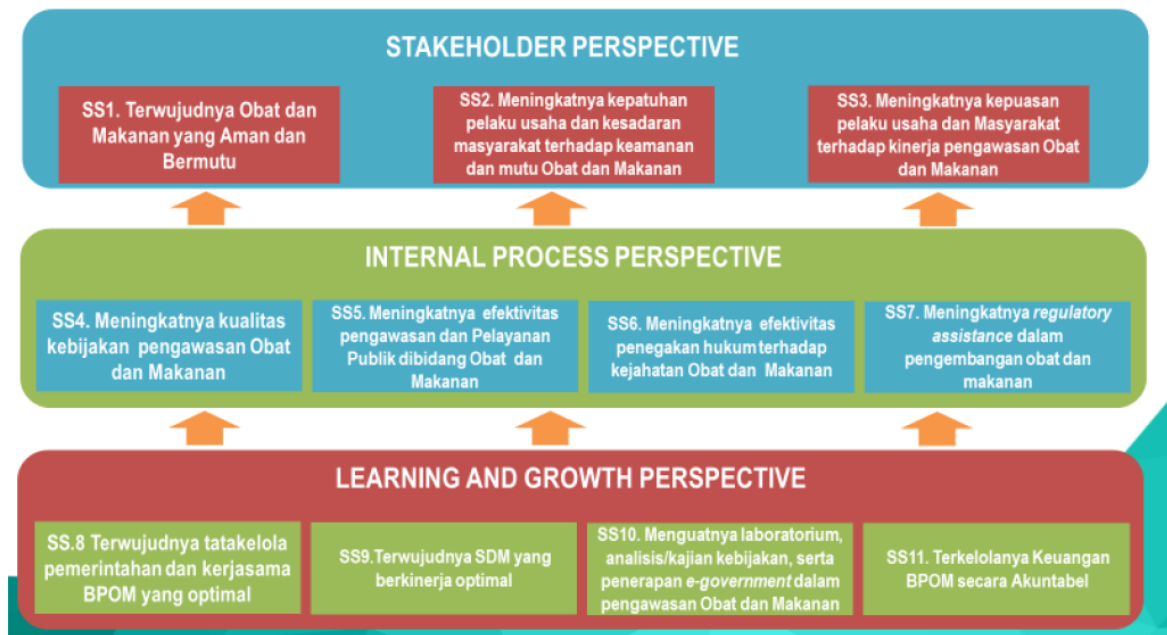 STAKEHOLDER PERSPECTIVE
SS1. Terwujudnya Obat dan
Makanan yang Aman dan
Bermutu
SS2. Meningkatnya kepatuhan
pelaku usaha dan kesadaran
masyarakat terhadap keamanan
dan mutu Obat dan Makanan
SS3. Meningkatnya kepuasan
pelaku usaha dan Masyarakat
terhadap kinerja pengawasan Obat
dan Makanan
INTERNAL PROCESS PERSPECTIVE
SS4. Meningkatnya kualitas
kebijakan pengawasan Obat
dan Makanan
SS5. Meningkatnya efektivitas
pengawasan dan Pelayanan
Publik dibidang Obat dan
Makanan
SS6. Meningkatnya efektivitas
penegakan hukum terhadap
kejahatan Obat dan Makanan
SS7. Meningkatnya regulatory
assistance dalam
pengembangan obat dan
makanan
LEARNING AND GROWTH PERSPECTIVE
SS.8 Terwujudnya tatakelola
pemerintahan dan kerjasama
BPOM yang optimal
SS9.Terwujudnya SDM yang
berkinerja optimal
SS10. Menguatnya laboratorium,
analisis/kajian kebijakan, serta
penerapan e-government dalam
pengawasan Obat dan Makanan
SS11. Terkelolanya Keuangan
BPOM secara Akuntabel